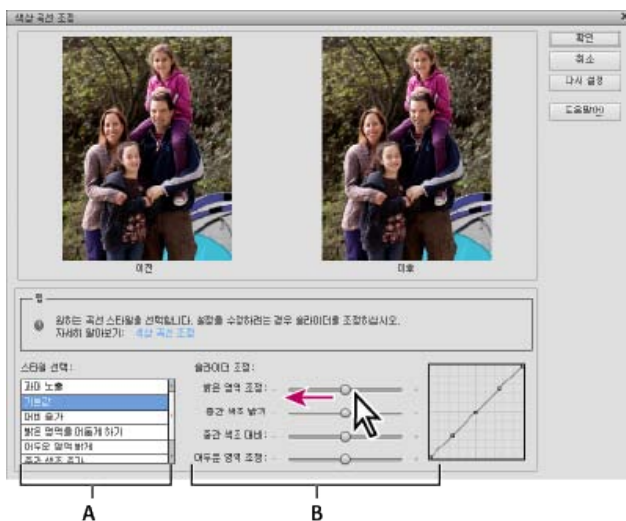 색상 곡선 조정
확인
취소
다시 설정
도움말(H)
이전
이후
팁
원하는 곡선 스타일을 선택합니다. 설정을 수정하려는 경우 슬라이더를 조정하십시오.
자세히 알아보기: 색상 곡선 조정
스타일 선택:
슬라이더 조정:
과다 노출
기본값
대비 증가
밝은 영역을 어둡게 하기
어두운 영역 밝게
중간 색조 증가
밝은 영역 조정:
중간 색조 밝기
중간 색조 대비:
어두운 영역 조정:
A
B